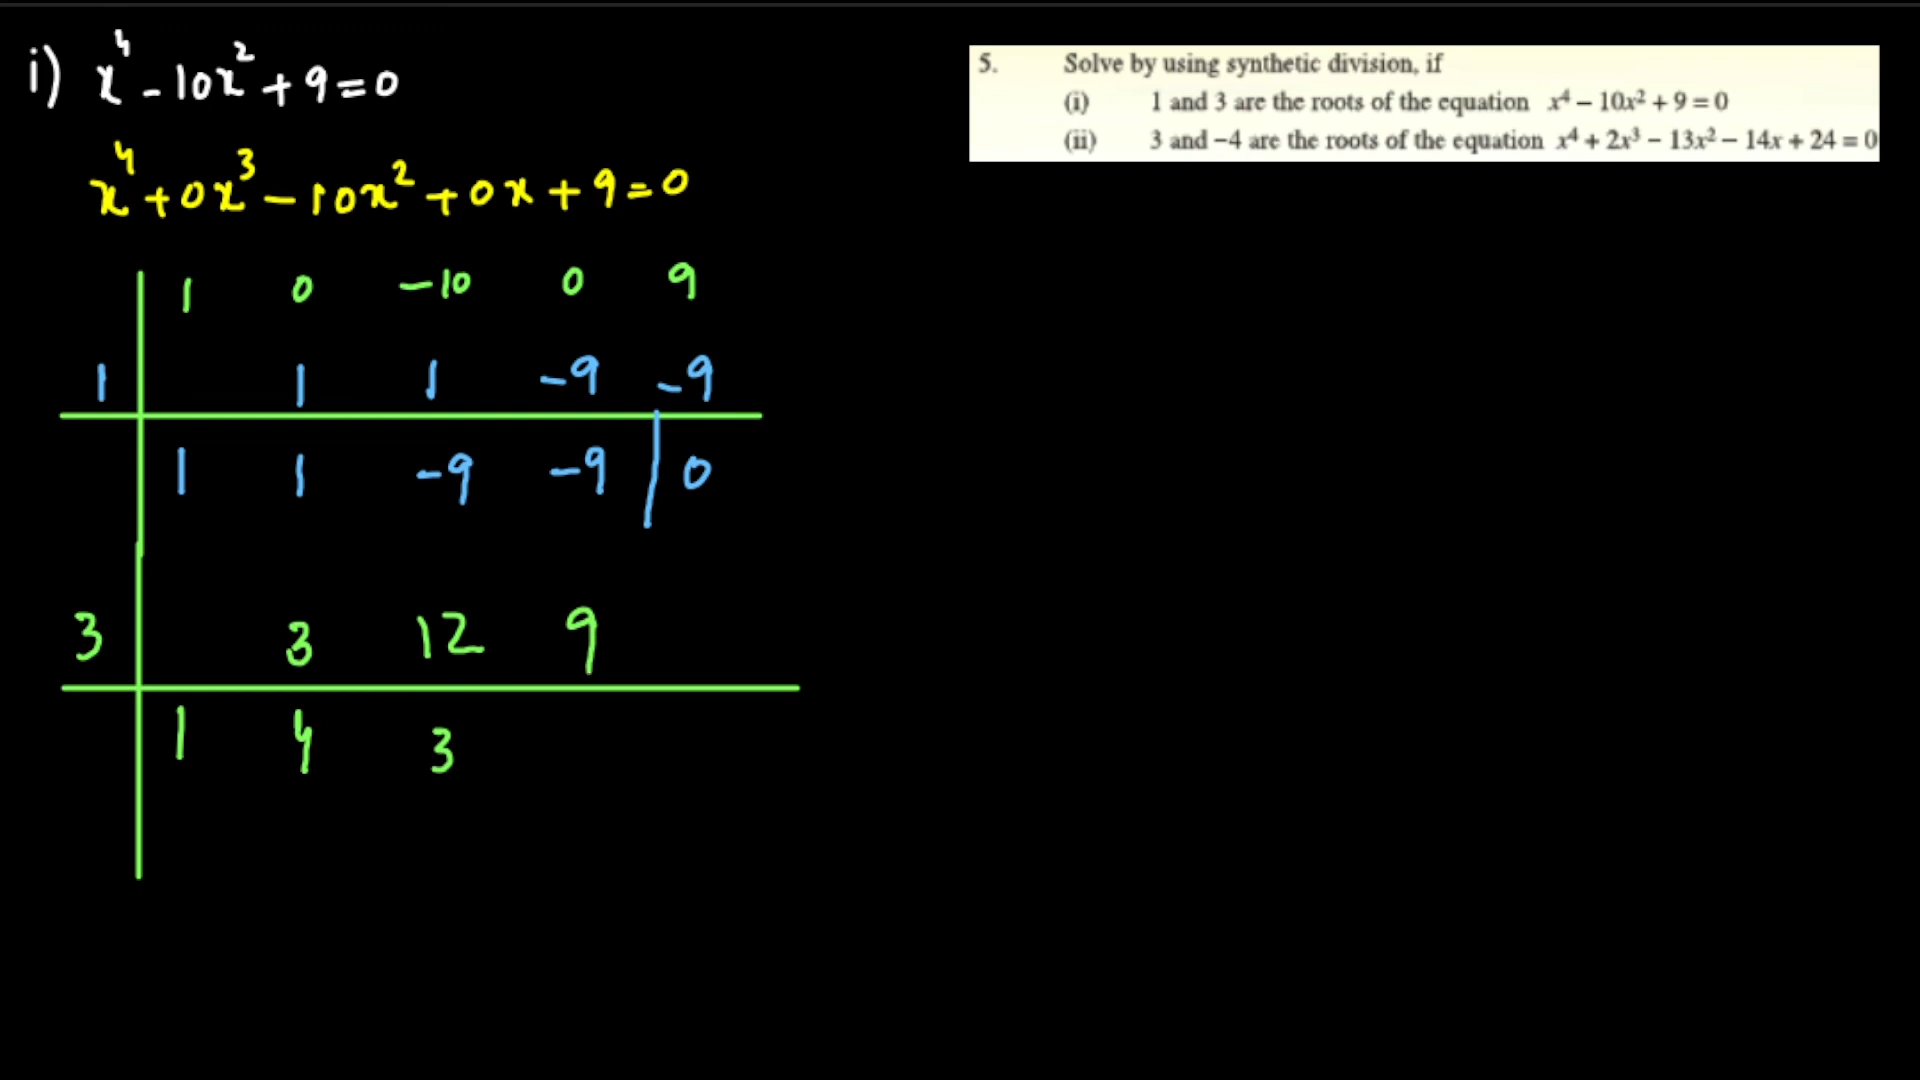 i) x⁴ - 10x² + 9 = 0
x⁴ + 0x³ - 10x² + 0x + 9 = 0
1 0 -10 0 9
1 1 1 -9 -9
1 1 -9 -9 0
3 3 12 9
1 4 3
5. Solve by using synthetic division, if
(i) 1 and 3 are the roots of the equation x⁴ – 10x² + 9 = 0
(ii) 3 and –4 are the roots of the equation x⁴ + 2x³ – 13x² – 14x + 24 = 0